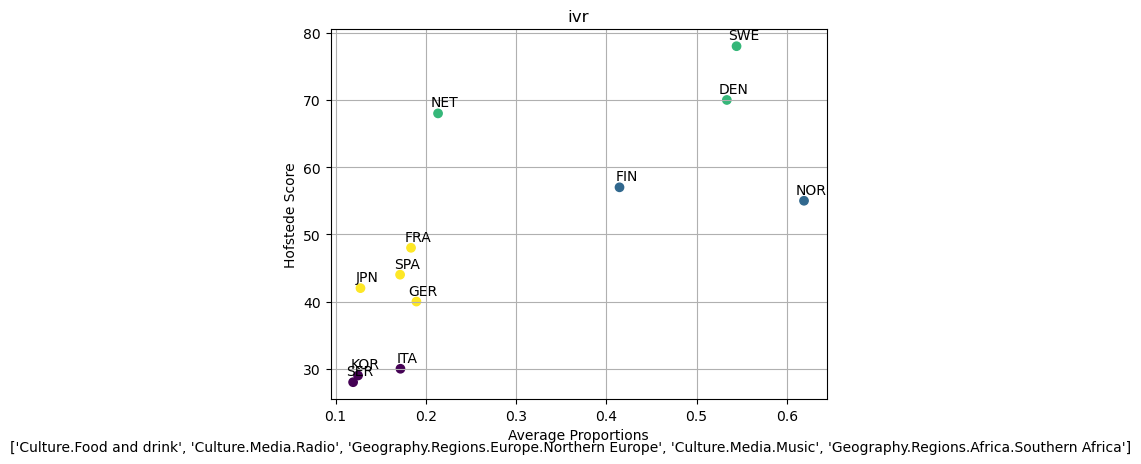 ivr
80
SWE
DEN
70
NET
60
FIN
NOR
Hofstede Score
50
FRA
SPA
JPN
GER
40
ITA
KOR
SER
30
0.1 0.2 0.3 0.4 0.5 0.6
Average Proportions
['Culture.Food and drink', 'Culture.Media.Radio', 'Geography.Regions.Europe.Northern Europe', 'Culture.Media.Music', 'Geography.Regions.Africa.Southern Africa']